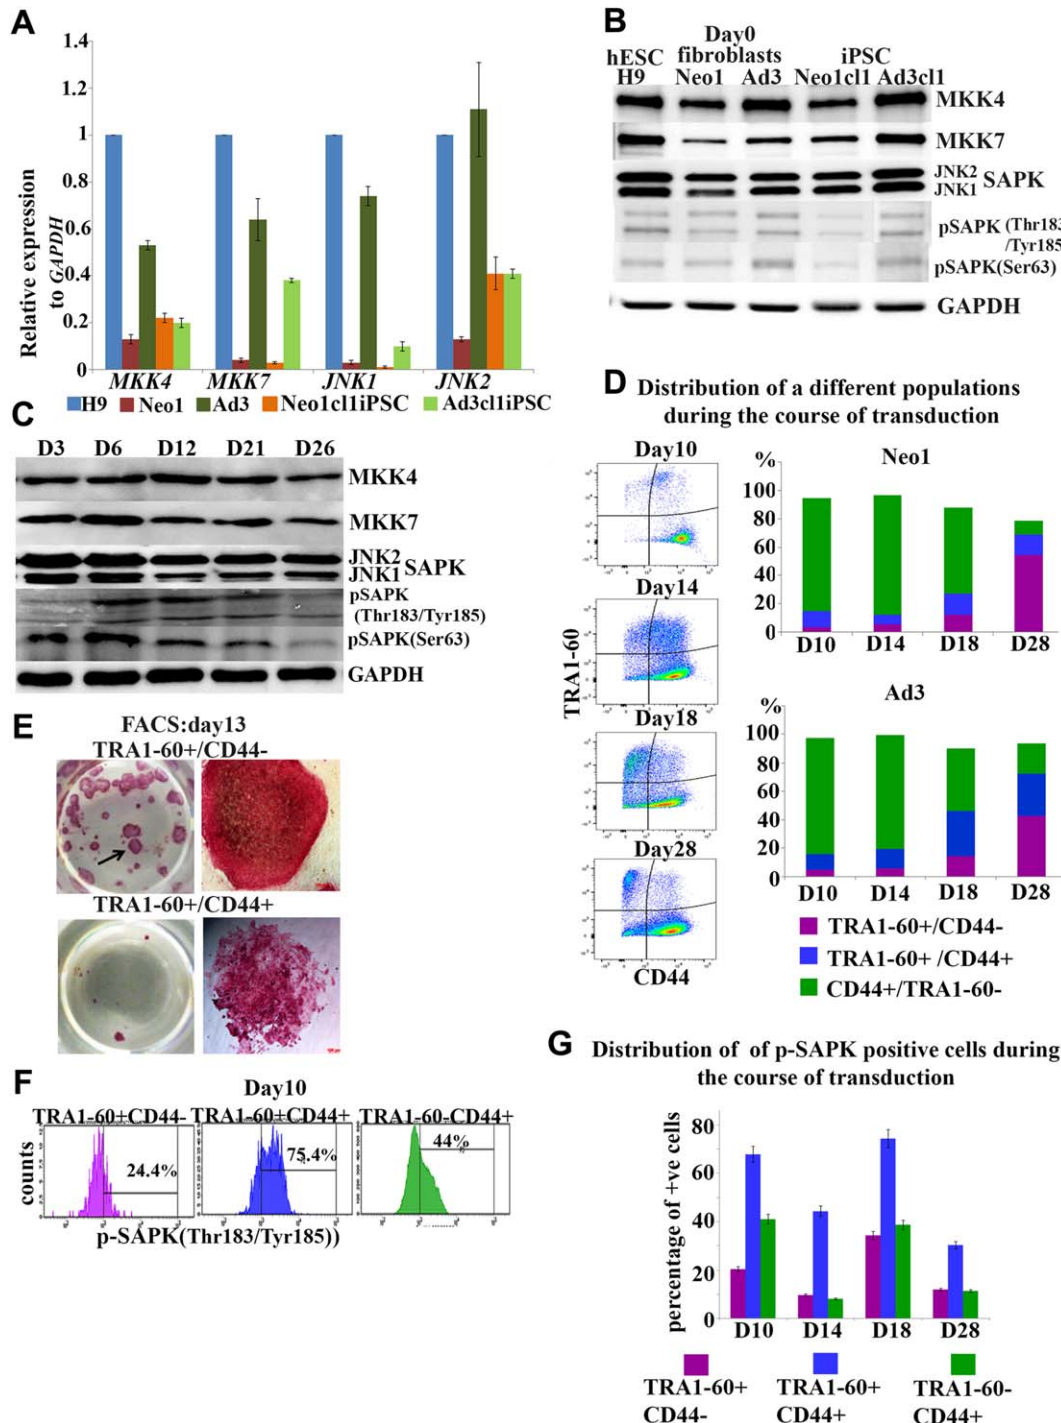 A
1.4
1.2
1
0.8
0.6
0.4
0.2
0
Relative expression
to GAPDH
MKK4 MKK7 JNK1 JNK2
H9 Neo1 Ad3 Neo1cl1iPSC Ad3cl1iPSC
B
Day0
hESC fibroblasts iPSC
H9 Neo1 Ad3 Neo1cl1 Ad3cl1
MKK4
MKK7
JNK2
JNK1 SAPK
pSAPK (Thr183
/Tyr185
pSAPK(Ser63)
GAPDH
C
D3 D6 D12 D21 D26
MKK4
MKK7
JNK2
JNK1 SAPK
pSAPK
(Thr183/Tyr185)
pSAPK(Ser63)
GAPDH
D Distribution of a different populations
during the course of transduction
Day10
Day14
Day18
Day28
TRA1-60
CD44
% Neo1
100
80
60
40
20
0
D10 D14 D18 D28
% Ad3
100
80
60
40
20
0
D10 D14 D18 D28
TRA1-60+/CD44-
TRA1-60+ /CD44+
CD44+/TRA1-60-
E
FACS:day13
TRA1-60+/CD44-
TRA1-60+/CD44+
F
Day10
TRA1-60+CD44- TRA1-60+CD44+ TRA1-60-CD44+
counts
24.4% 75.4% 44%
p-SAPK(Thr183/Tyr185))
G Distribution of of p-SAPK positive cells during
the course of transduction
percentage of +ve cells
80
60
40
20
0
D10 D14 D18 D28
TRA1-60+ TRA1-60+ TRA1-60-
CD44- CD44+ CD44+